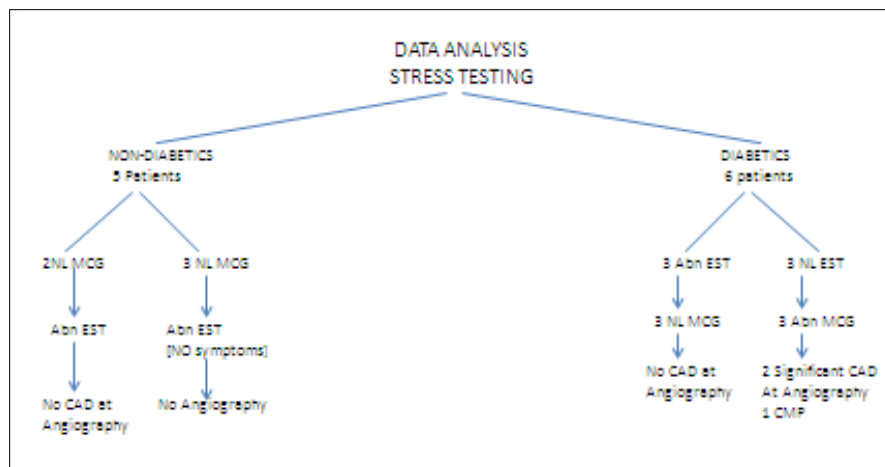 DATA ANALYSIS
STRESS TESTING
NON-DIABETICS
5 Patients
DIABETICS
6 patients
2NL MCG
3 NL MCG
3 Abn EST
3 NL EST
Abn EST
Abn EST
[NO symptoms]
3 NL MCG
3 Abn MCG
No CAD at
Angiography
No Angiography
No CAD at
Angiography
2 Significant CAD
At Angiography
1 CMP